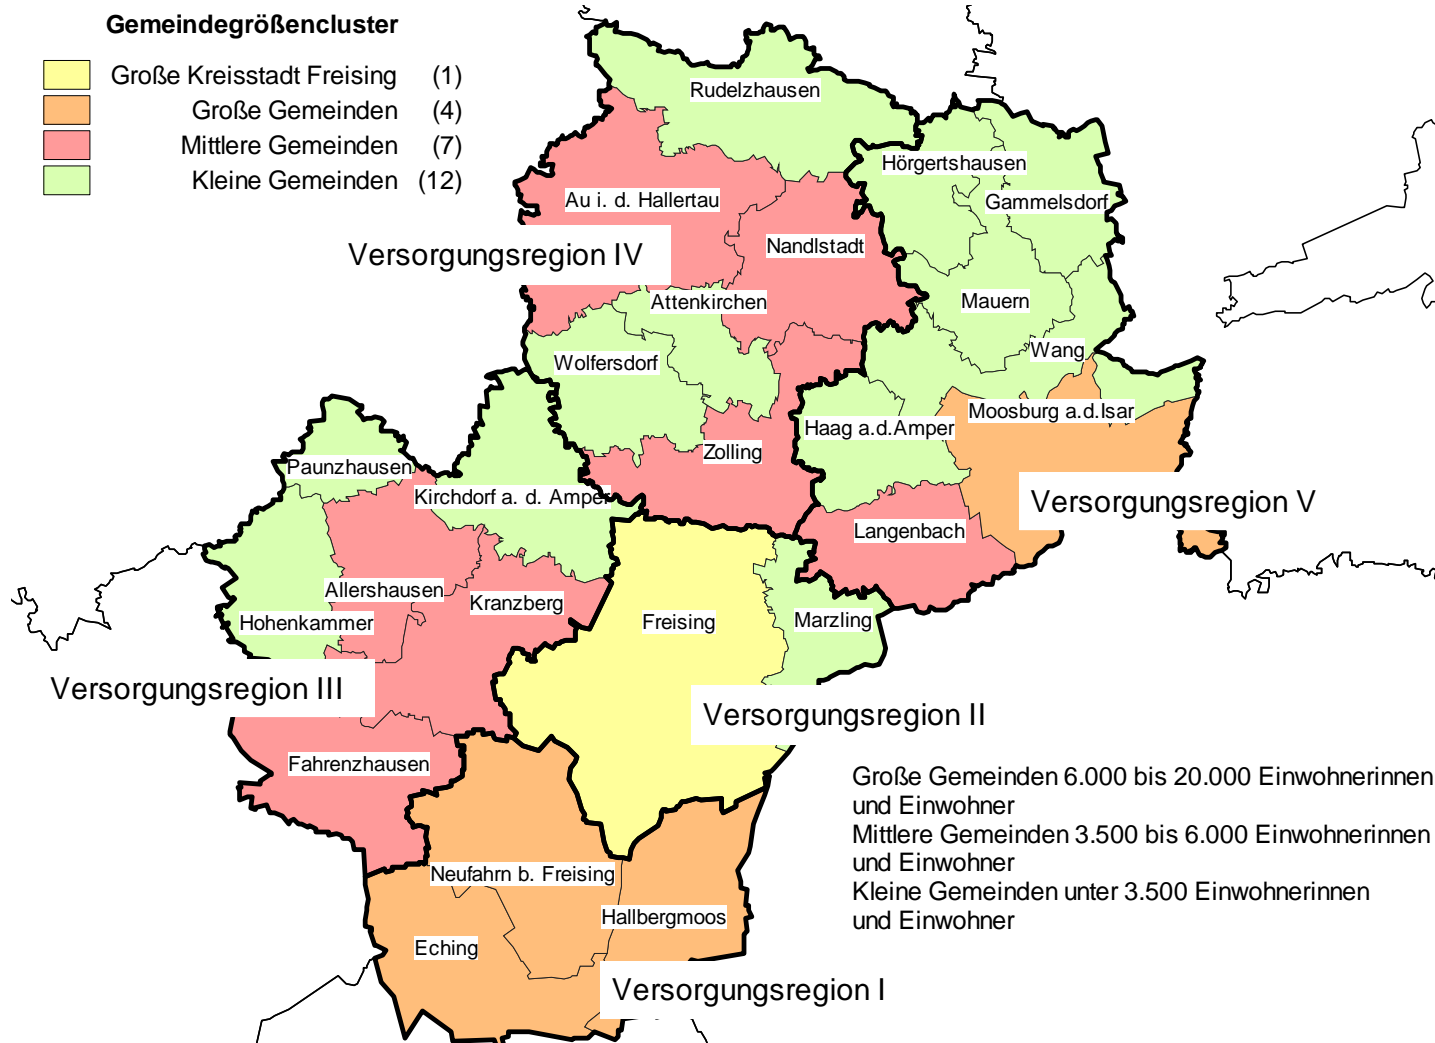 Gemeindegrößencluster
Große Kreisstadt Freising (1)
Große Gemeinden (4)
Mittlere Gemeinden (7)
Kleine Gemeinden (12)
Rudelzhausen
Hörgertshausen
Au i. d. Hallertau
Gammelsdorf
Nandlstadt
Versorgungsregion IV
Attenkirchen
Mauern
Wang
Wolfersdorf
Moosburg a.d.Isar
Haag a.d.Amper
Zolling
Paunzhausen
Kirchdorf a. d. Amper
Versorgungsregion V
Langenbach
Allershausen
Kranzberg
Hohenkammer
Freising
Marzling
Versorgungsregion III
Versorgungsregion II
Fahrenzhausen
Große Gemeinden 6.000 bis 20.000 Einwohnerinnen
und Einwohner
Mittlere Gemeinden 3.500 bis 6.000 Einwohnerinnen
und Einwohner
Kleine Gemeinden unter 3.500 Einwohnerinnen
und Einwohner
Neufahrn b. Freising
Hallbergmoos
Eching
Versorgungsregion I